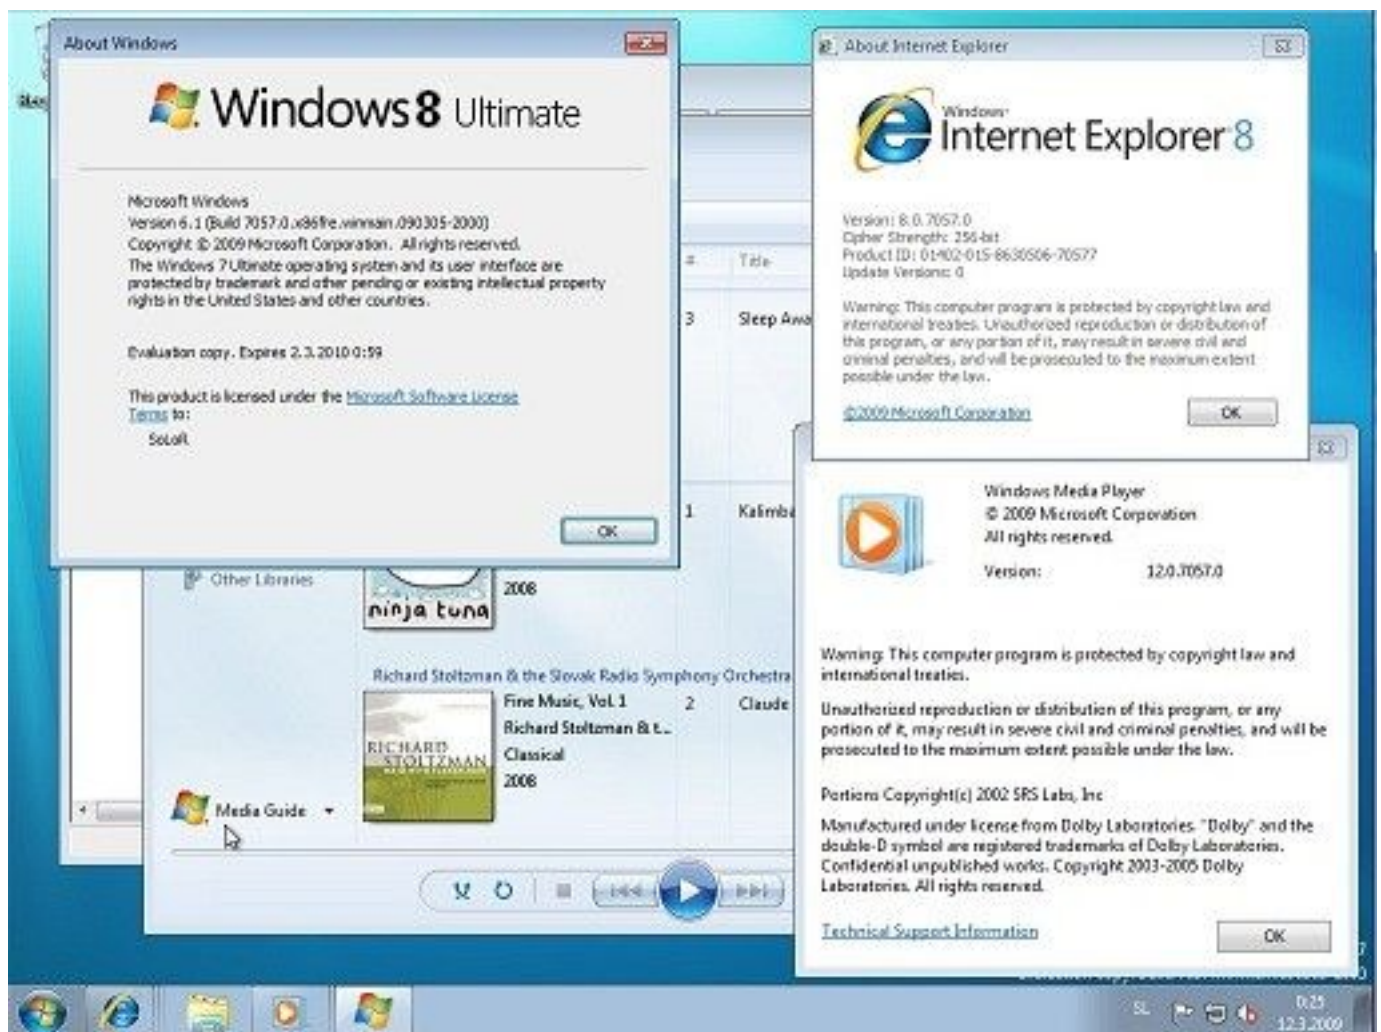 About Windows
Windows 8 Ultimate
Microsoft Windows
Version 6.1 (Build 7057.0.x86fre.winmain.090305-2000)
Copyright © 2009 Microsoft Corporation. All rights reserved.
The Windows 7 Ultimate operating system and its user interface are
protected by trademark and other pending or existing intellectual property
rights in the United States and other countries.
Evaluation copy. Expires 2.3.2010 0:59
This product is licensed under the Microsoft Software License
Terms to:
SoLoR
OK
About Internet Explorer
Windows
Internet Explorer 8
Version: 8.0.7057.0
Cipher Strength: 256-bit
Product ID: 01402-015-8630506-70577
Update Versions: 0
Warning: This computer program is protected by copyright law and
international treaties. Unauthorized reproduction or distribution of
this program, or any portion of it, may result in severe civil and
criminal penalties, and will be prosecuted to the maximum extent
possible under the law.
©2009 Microsoft Corporation
OK
Windows Media Player
© 2009 Microsoft Corporation
All rights reserved.
Version: 12.0.7057.0
Warning: This computer program is protected by copyright law and
international treaties.
Unauthorized reproduction or distribution of this program, or any
portion of it, may result in severe civil and criminal penalties, and will be
prosecuted to the maximum extent possible under the law.
Portions Copyright(c) 2002 SRS Labs, Inc
Manufactured under license from Dolby Laboratories. "Dolby" and the
double-D symbol are registered trademarks of Dolby Laboratories.
Confidential unpublished works. Copyright 2003-2005 Dolby
Laboratories. All rights reserved.
Technical Support Information
OK
# Title
3 Sleep Awa
1 Kalimba
Other Libraries
2008
ninja tuna
Richard Stoltzman & the Slovak Radio Symphony Orchestra
Fine Music, Vol. 1 2 Claude
Richard Stoltzman & t...
Classical
2008
RICHARD
STOLTZMAN
Media Guide
SL
0:25
12.3.2009